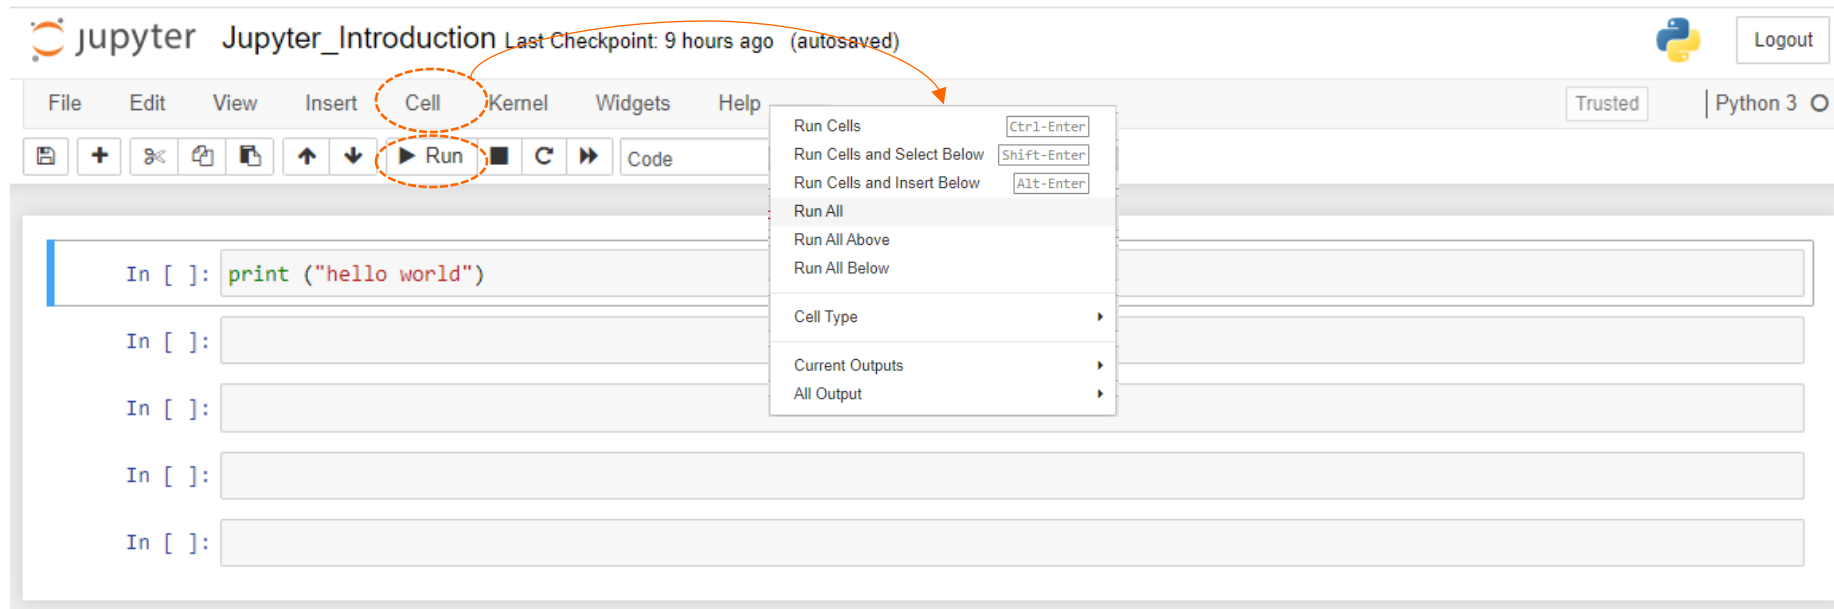 jupyter Jupyter_Introduction Last Checkpoint: 9 hours ago (autosaved) Logout
File Edit View Insert Cell Kernel Widgets Help Trusted Python 3
Run Code
Run Cells Ctrl-Enter
Run Cells and Select Below Shift-Enter
Run Cells and Insert Below Alt-Enter
Run All
Run All Above
Run All Below
Cell Type
Current Outputs
All Output
In [ ]: print ("hello world")
In [ ]:
In [ ]:
In [ ]:
In [ ]: